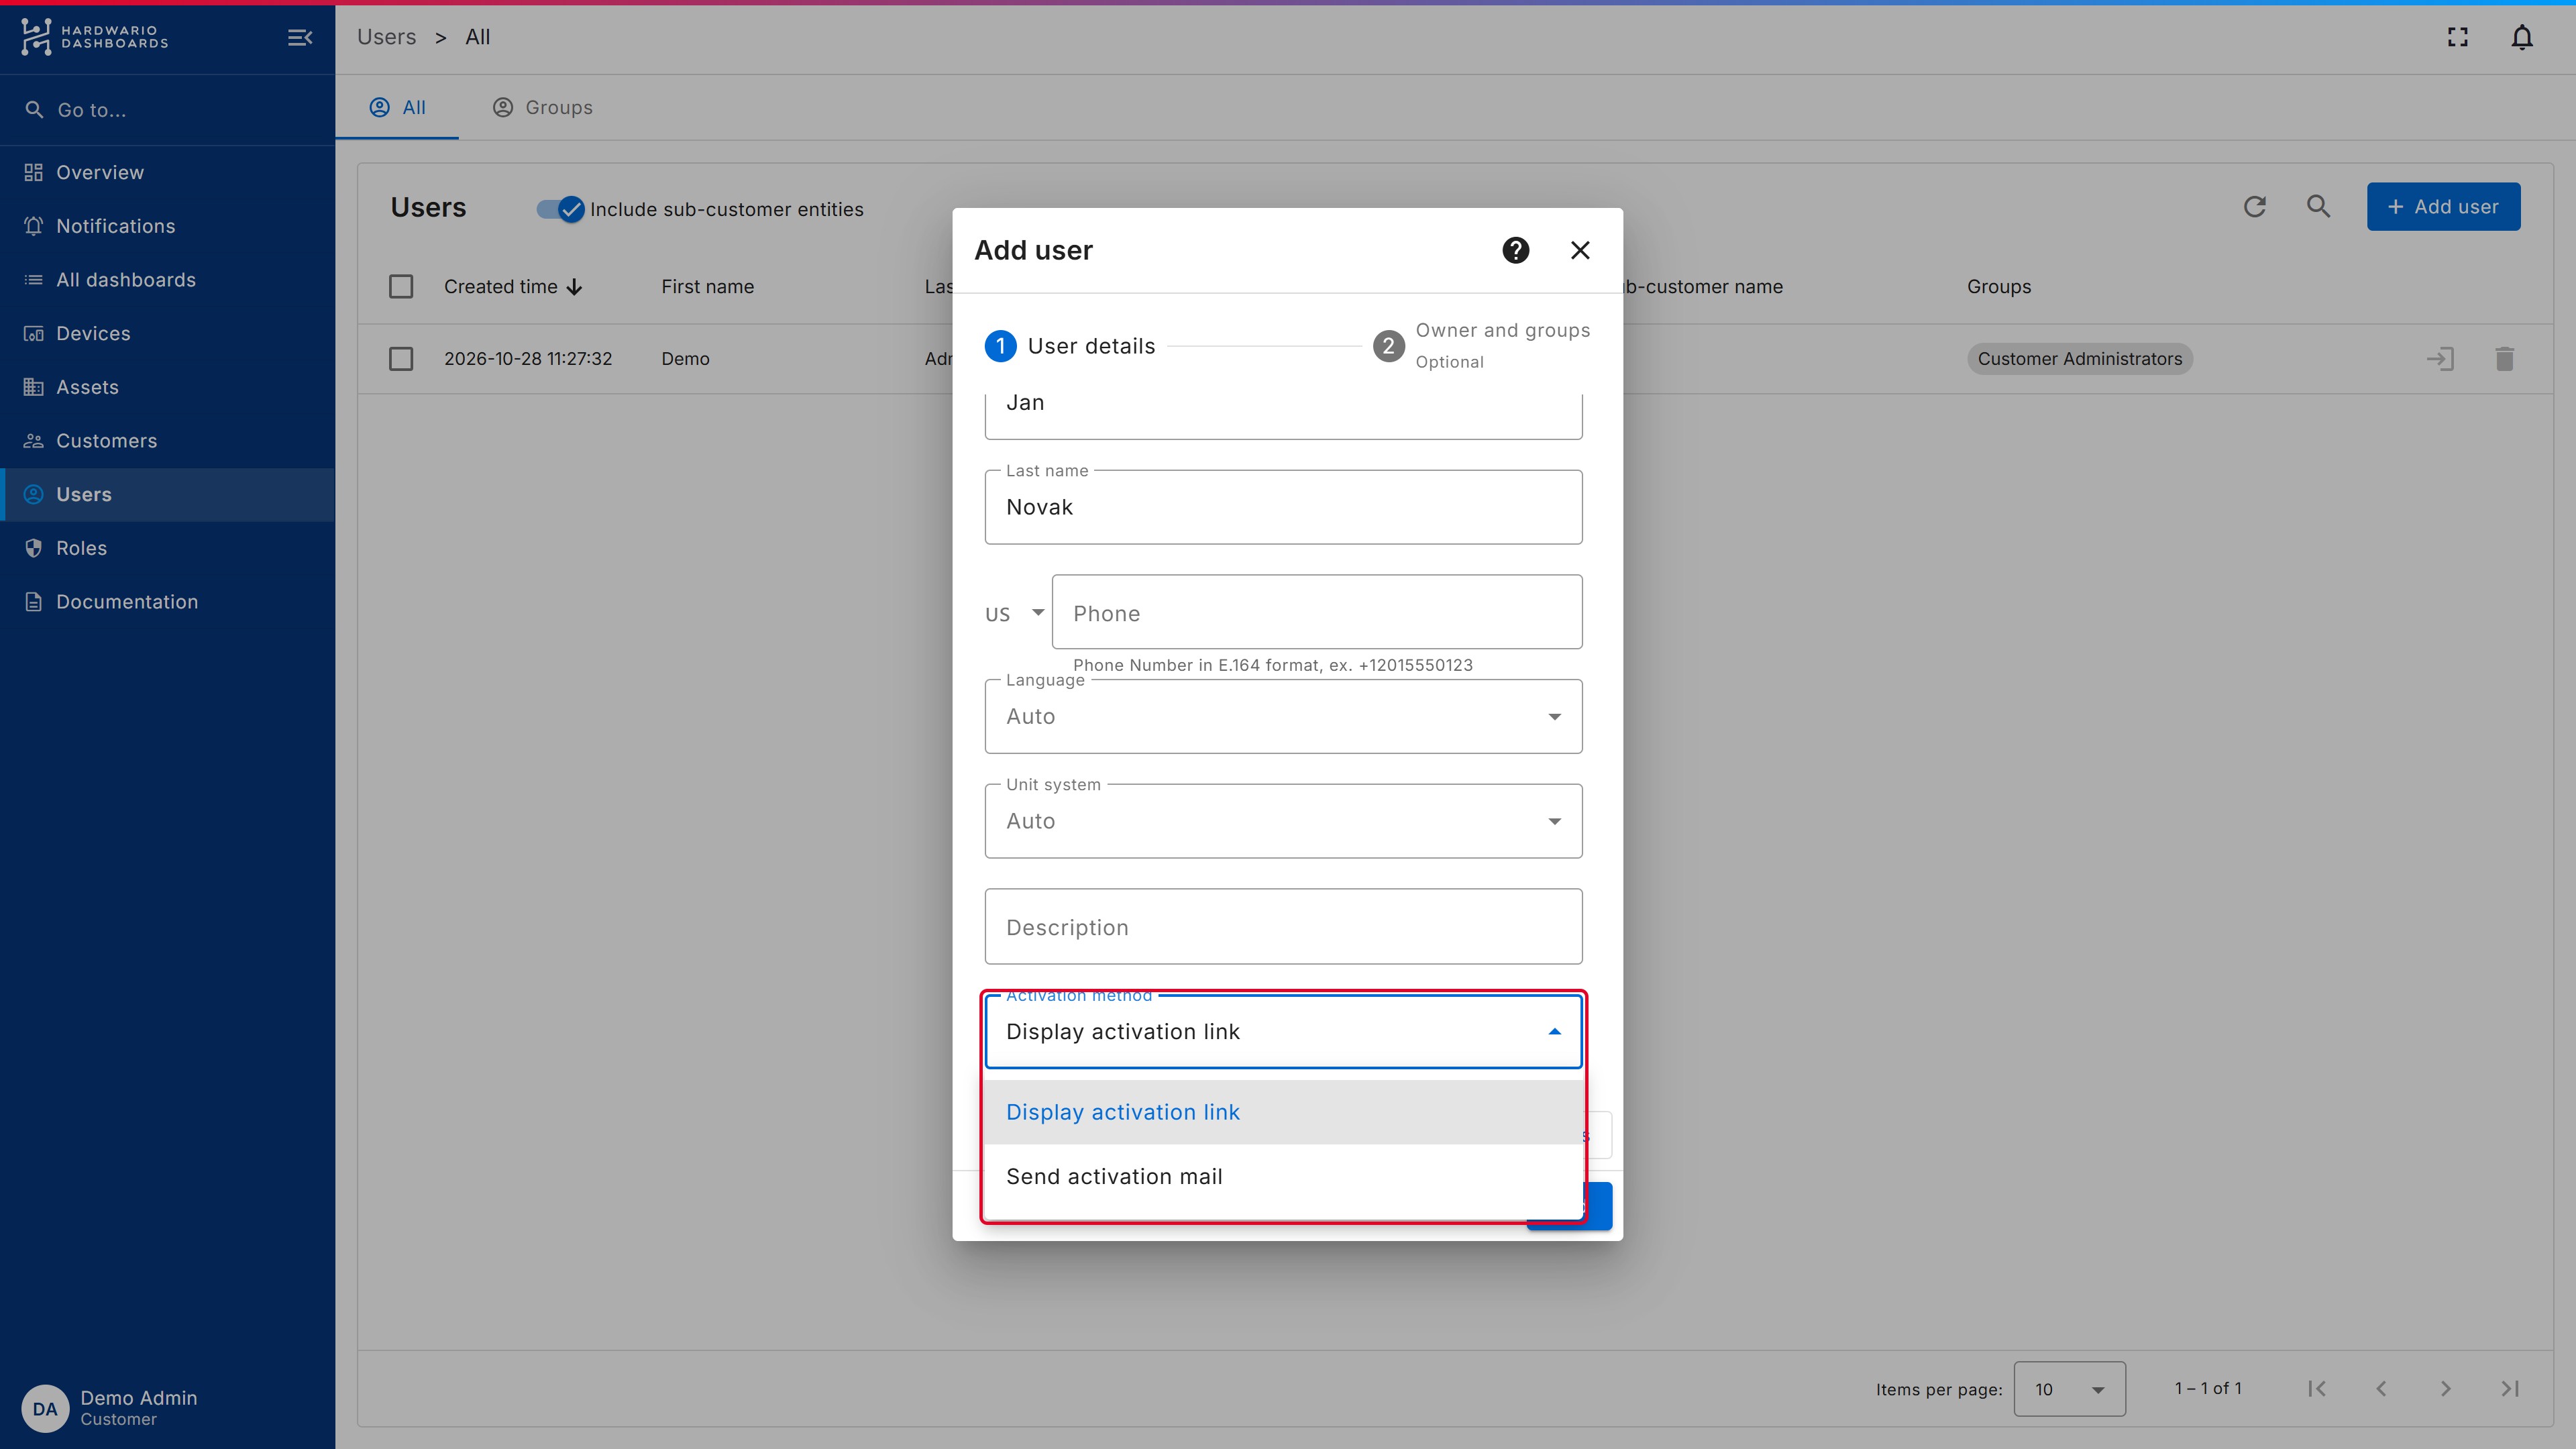 HARDWARIO
DASHBOARDS
Go to...
Overview
Notifications
All dashboards
Devices
Assets
Customers
Users
Roles
Documentation
DA
Demo Admin
Customer
Users > All
All
Groups
Users
Include sub-customer entities
+ Add user
Created time
First name
Las
b-customer name
Groups
2026-10-28 11:27:32
Demo
Adr
Customer Administrators
Add user
1 User details
2 Owner and groups
Optional
Jan
Last name
Novak
US
Phone
Phone Number in E.164 format, ex. +12015550123
Language
Auto
Unit system
Auto
Description
Activation method
Display activation link
Display activation link
Send activation mail
Items per page:
10
1 – 1 of 1